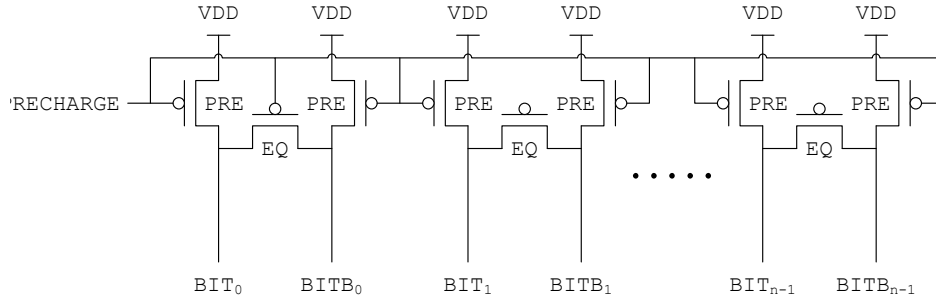 VDD VDD VDD VDD VDD VDD
PRECHARGE PRE PRE PRE PRE PRE PRE
EQ EQ EQ
BIT₀ BITB₀ BIT₁ BITB₁ BITₙ₋₁ BITBₙ₋₁